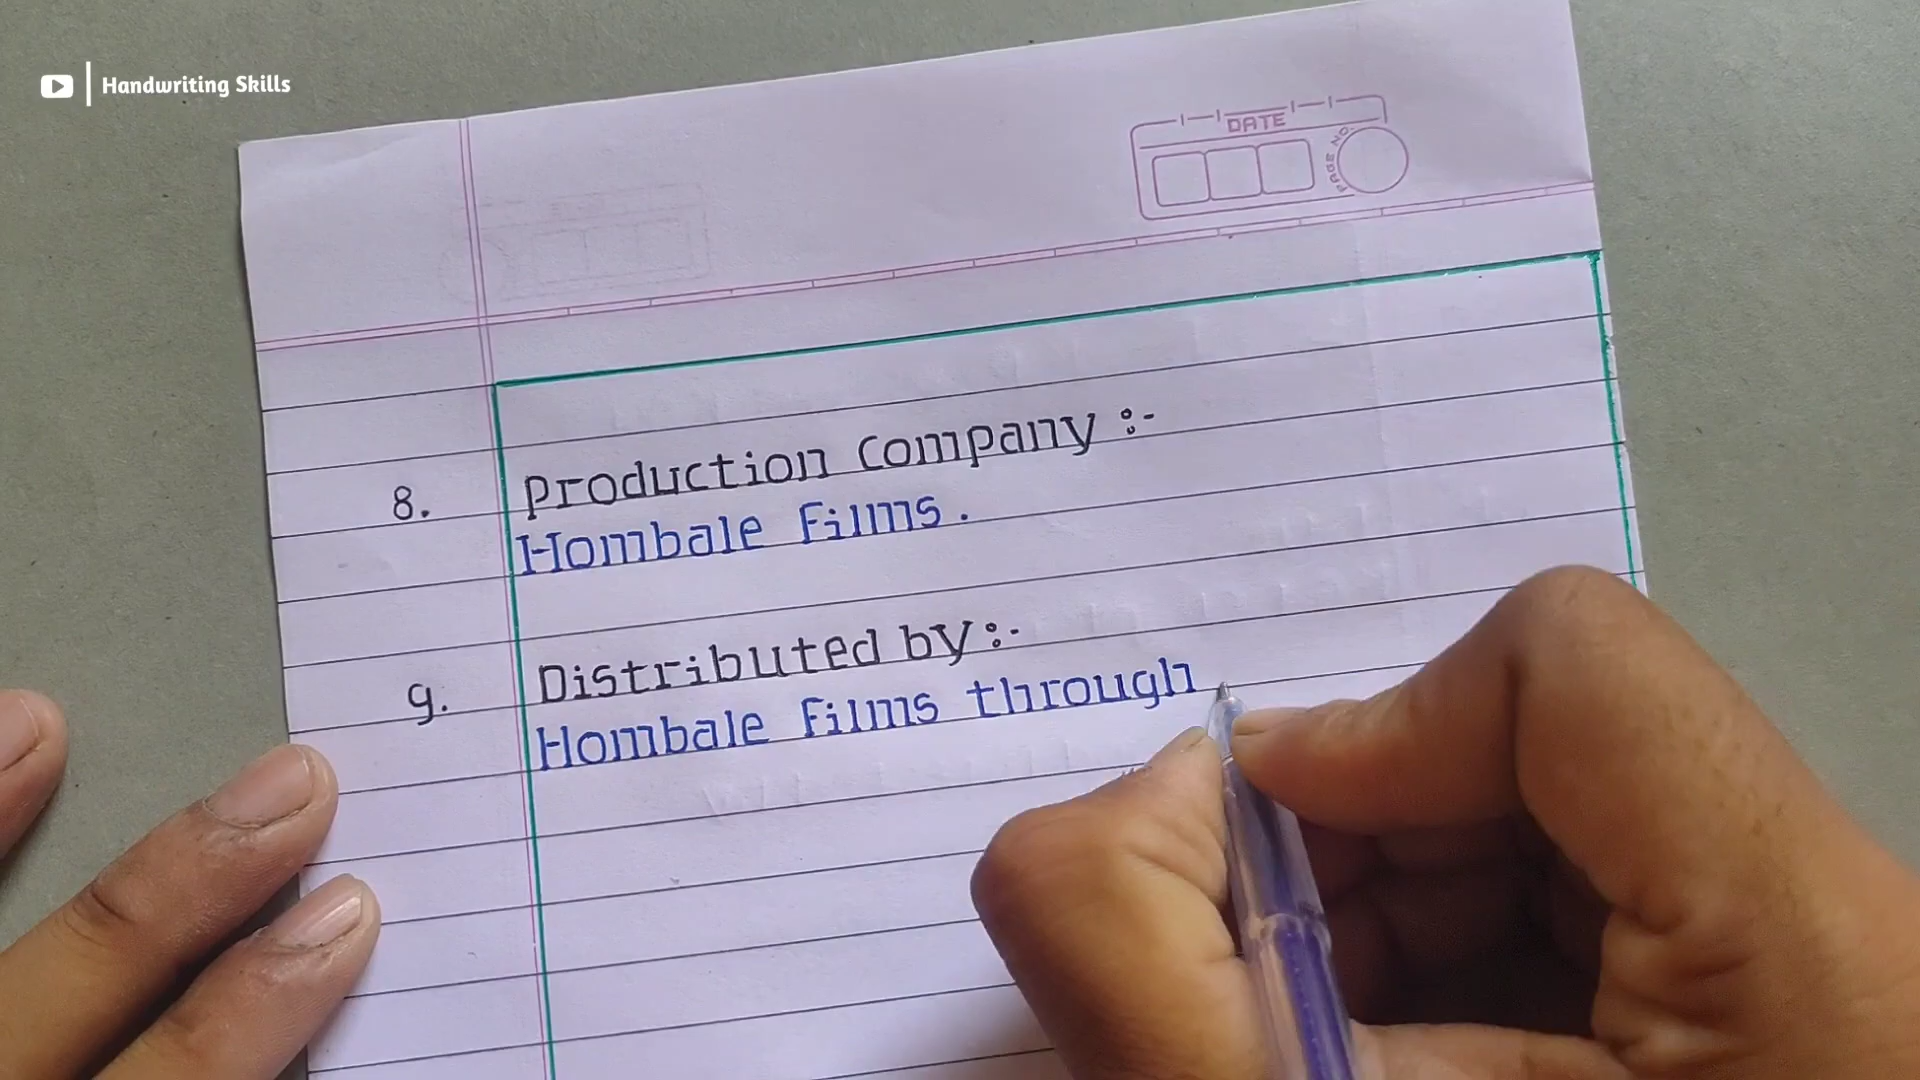 Handwriting Skills
DATE
PAGE NO.
8. Production Company :-
Hombale Films.
9. Distributed by :-
Hombale Films through